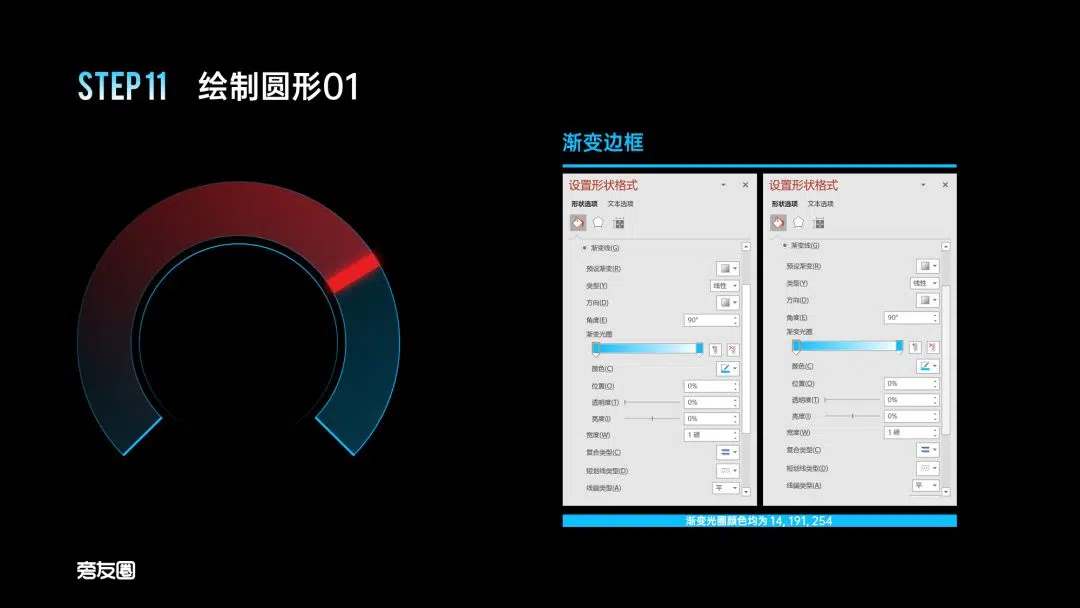 STEP11 绘制圆形01
渐变边框
设置形状格式
形状选项 文本选项
渐变线(G)
预设渐变(R)
类型(Y) 线性
方向(D)
角度(E) 90°
渐变光圈
颜色(C)
位置(O) 0%
透明度(T) 0%
亮度(I) 0%
宽度(W) 1 磅
复合类型(C)
短划线类型(D)
线端类型(A) 平
设置形状格式
形状选项 文本选项
渐变线(G)
预设渐变(R)
类型(Y) 线性
方向(D)
角度(E) 90°
渐变光圈
颜色(C)
位置(O) 0%
透明度(T) 0%
亮度(I) 0%
宽度(W) 1 磅
复合类型(C)
短划线类型(D)
线端类型(A) 平
渐变光圈颜色均为 14, 191, 254
旁友圈